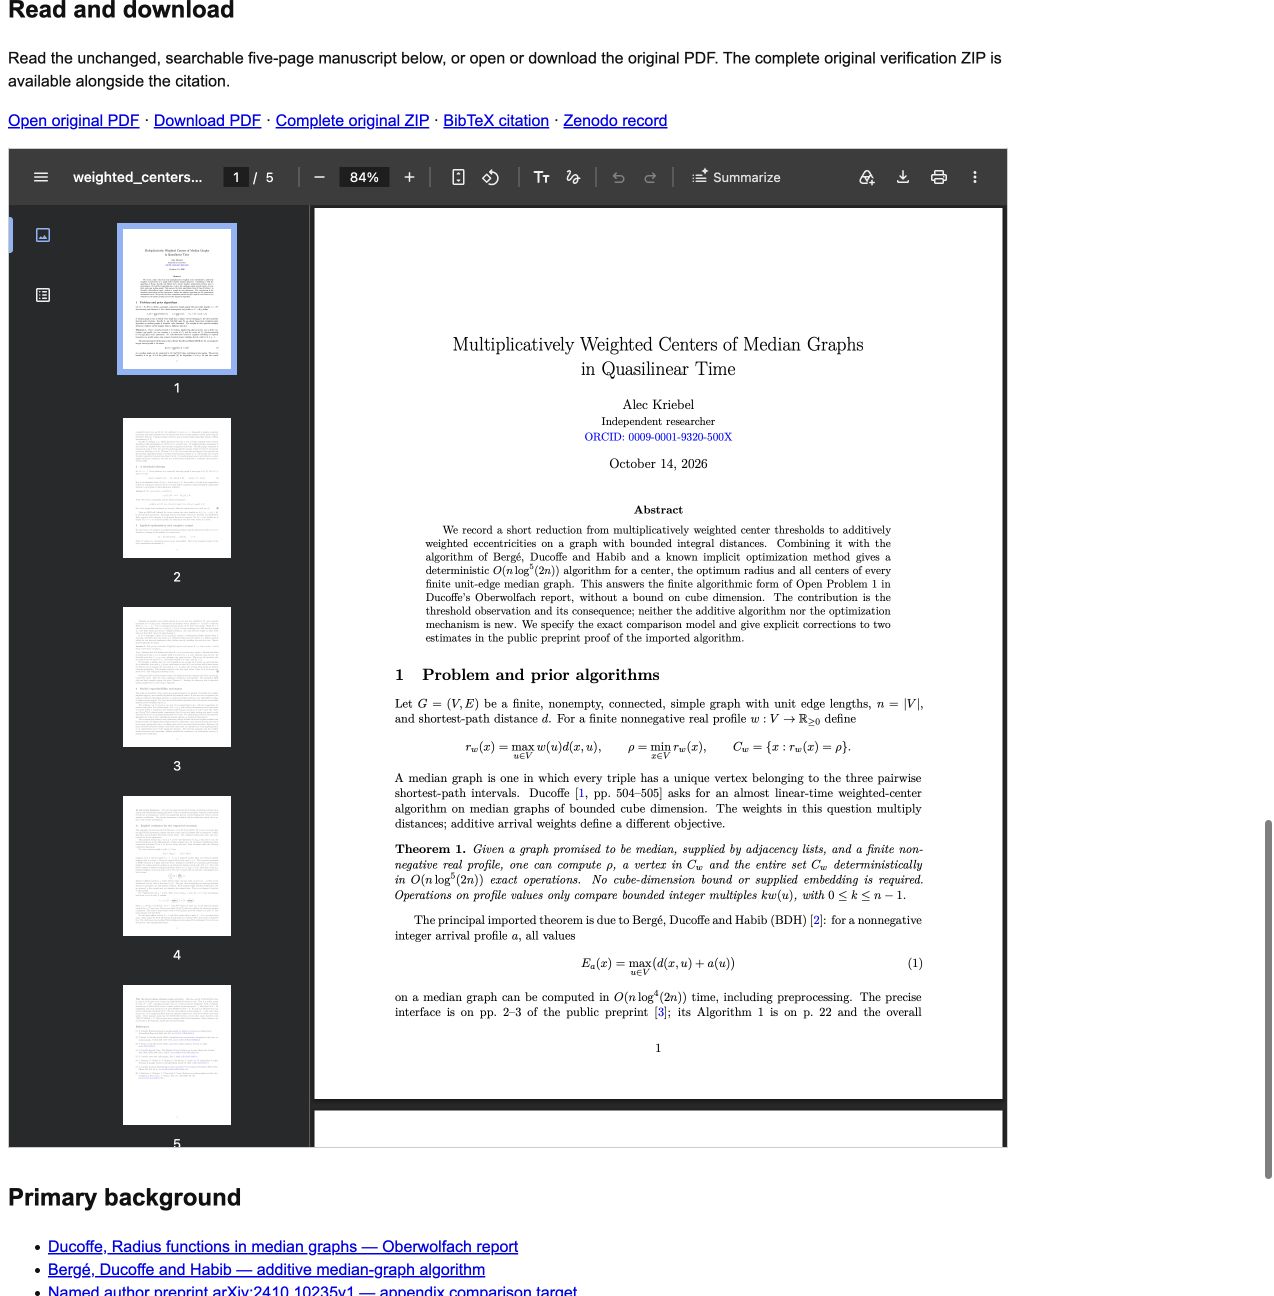 Read and download
Read the unchanged, searchable five-page manuscript below, or open or download the original PDF. The complete original verification ZIP is
available alongside the citation.
Open original PDF · Download PDF · Complete original ZIP · BibTeX citation · Zenodo record
weighted_centers... 1 / 5 − 84% + Summarize
1
2
3
4
5
Multiplicatively Weighted Centers of Median Graphs
in Quasilinear Time
Alec Kriebel
Independent researcher
ORCID: 0009-0001-9320-500X
October 14, 2026
Abstract
We record a short reduction from multiplicatively weighted center thresholds to additively
weighted eccentricities on a graph with bounded integral distances. Combining it with the
algorithm of Bergé, Ducoffe and Habib and a known implicit optimization method gives a
deterministic O(n log⁵(2n)) algorithm for a center, the optimum radius and all centers of every
finite unit-edge median graph. This answers the finite algorithmic form of Open Problem 1 in
Ducoffe's Oberwolfach report, without a bound on cube dimension. The contribution is the
threshold observation and its consequence; neither the additive algorithm nor the optimization
mechanism is new. We specify the exact comparison model and give explicit corrections to two
estimates in the public preprint proof of the imported algorithm.
1 Problem and prior algorithms
Let G = (V, E) be a finite, nonempty, connected, simple graph with unit edge lengths, n = |V|,
and shortest-path distance d. For a finite nonnegative real profile w : V → ℝ≥0 define
r_w(x) = max_{u∈V} w(u)d(x, u), ρ = min_{x∈V} r_w(x), C_w = {x : r_w(x) = ρ}.
A median graph is one in which every triple has a unique vertex belonging to the three pairwise
shortest-path intervals. Ducoffe [1, pp. 504–505] asks for an almost linear-time weighted-center
algorithm on median graphs of bounded cube dimension. The weights in this question multiply
distances; additive arrival weights define a different objective.
Theorem 1. Given a graph promised to be median, supplied by adjacency lists, and a finite non-
negative real profile, one can compute ρ, a vertex in C_w and the entire set C_w deterministically
in O(n log⁵(2n)) exact operations. No cube-dimension bound or supplied embedding is required.
Operations on profile values only compare bounded integer multiples kw(u), with 0 ≤ k ≤ n − 1.
The principal imported theorem is due to Bergé, Ducoffe and Habib (BDH) [2]: for a nonnegative
integer arrival profile a, all values
E_a(x) = max_{u∈V}(d(x, u) + a(u)) (1)
on a median graph can be computed in O(n log⁴(2n)) time, including preprocessing. The precise
interface is on pp. 2–3 of the public preprint [3]; its Algorithm 1 is on p. 22 and the overall
1
Primary background
• Ducoffe, Radius functions in median graphs — Oberwolfach report
• Bergé, Ducoffe and Habib — additive median-graph algorithm
• Named author preprint arXiv:2410.10235v1 — appendix comparison target